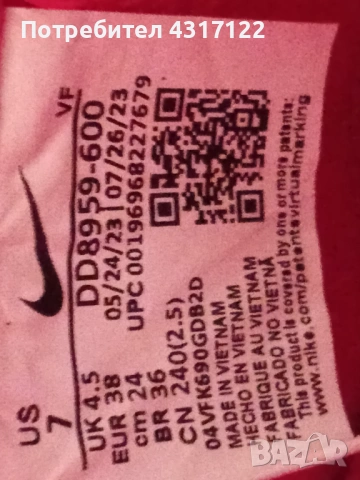 Потребител 4317122
VF
DD8959-600
05/24/23 | 07/26/23
UPC 00196968227679
US
7
UK 4.5
EUR 38
cm 24
BR 36
CN 240(2.5)
04VFK690GDB2D
MADE IN VIETNAM
HECHO EN VIETNAM
FABRIQUE AU VIETNAM
FABRICADO NO VIETNÃ
This product is covered by one or more patents:
www.nike.com/patentsvirtualmarking
BAZAR